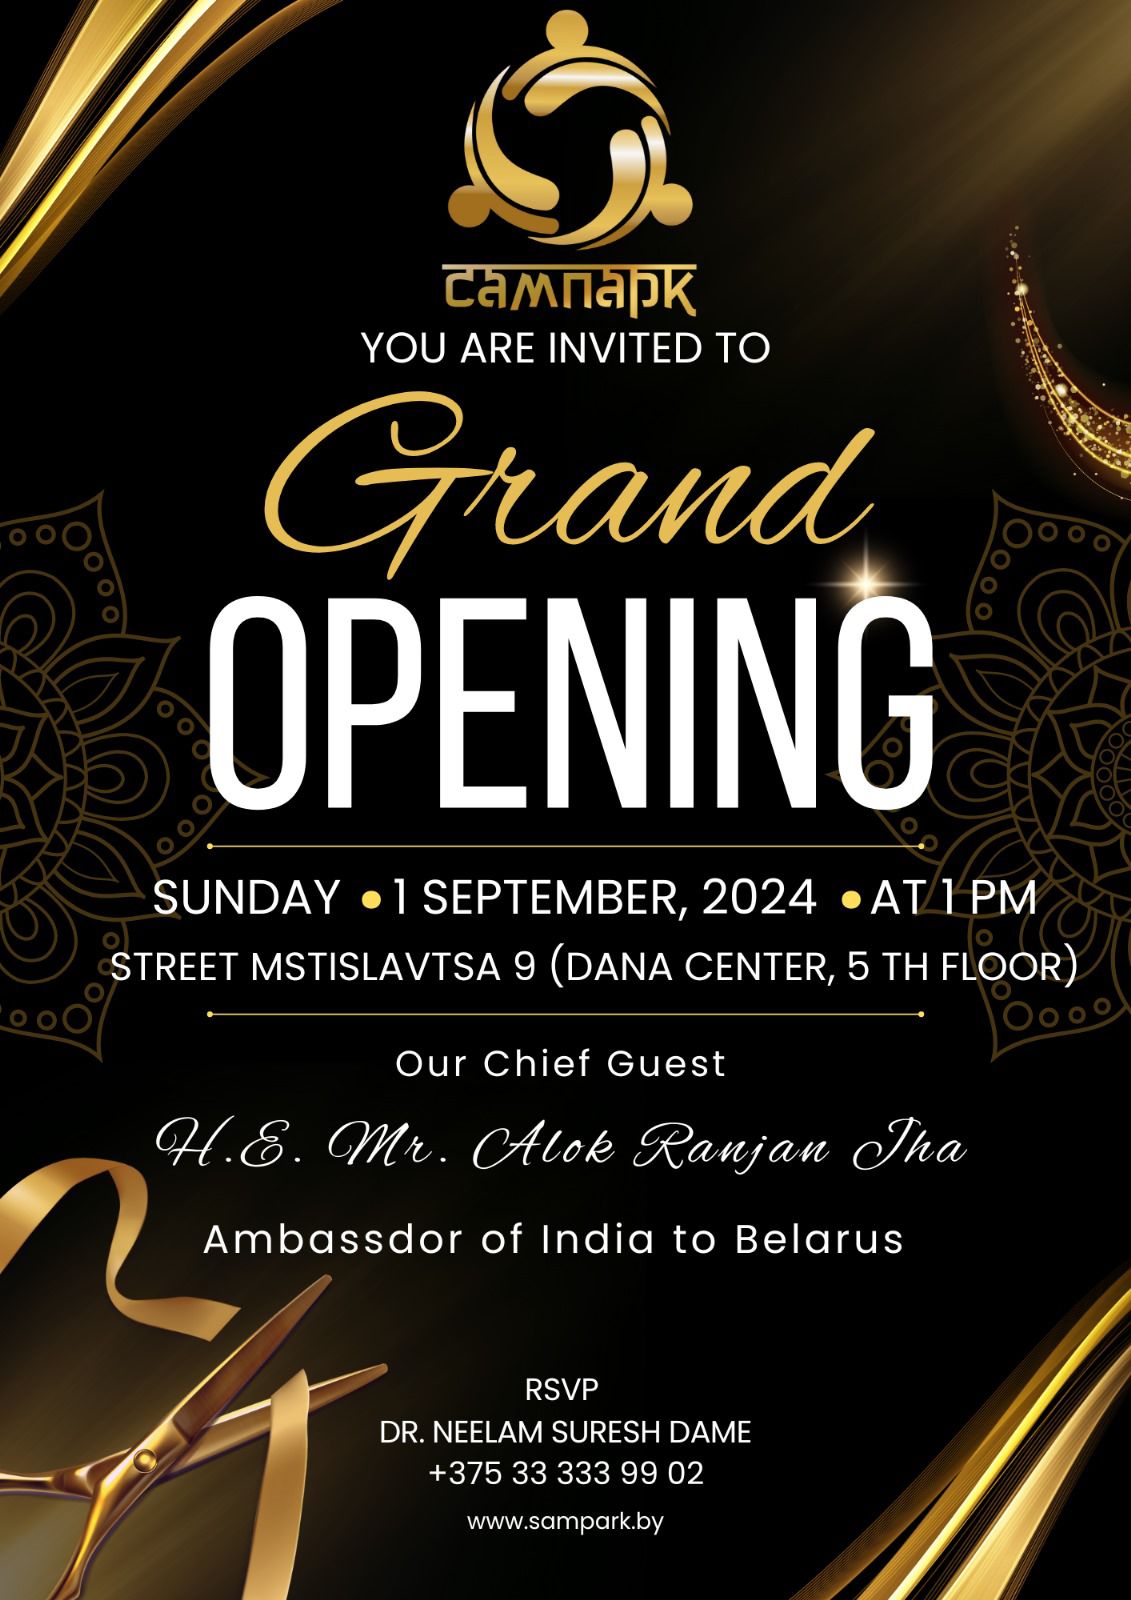 сампарк
YOU ARE INVITED TO
Grand
OPENING
SUNDAY ● 1 SEPTEMBER, 2024 ● AT 1 PM
STREET MSTISLAVTSA 9 (DANA CENTER, 5 TH FLOOR)
Our Chief Guest
H.E. Mr. Alok Ranjan Jha
Ambassdor of India to Belarus
RSVP
DR. NEELAM SURESH DAME
+375 33 333 99 02
www.sampark.by